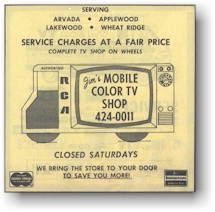 SERVING
ARVADA • APPLEWOOD
LAKEWOOD • WHEAT RIDGE
SERVICE CHARGES AT A FAIR PRICE
COMPLETE TV SHOP ON WHEELS
AUTHORIZED
RCA
Jim's MOBILE
COLOR TV
SHOP
424-0011
CLOSED SATURDAYS
WE BRING THE STORE TO YOUR DOOR
TO SAVE YOU MORE!